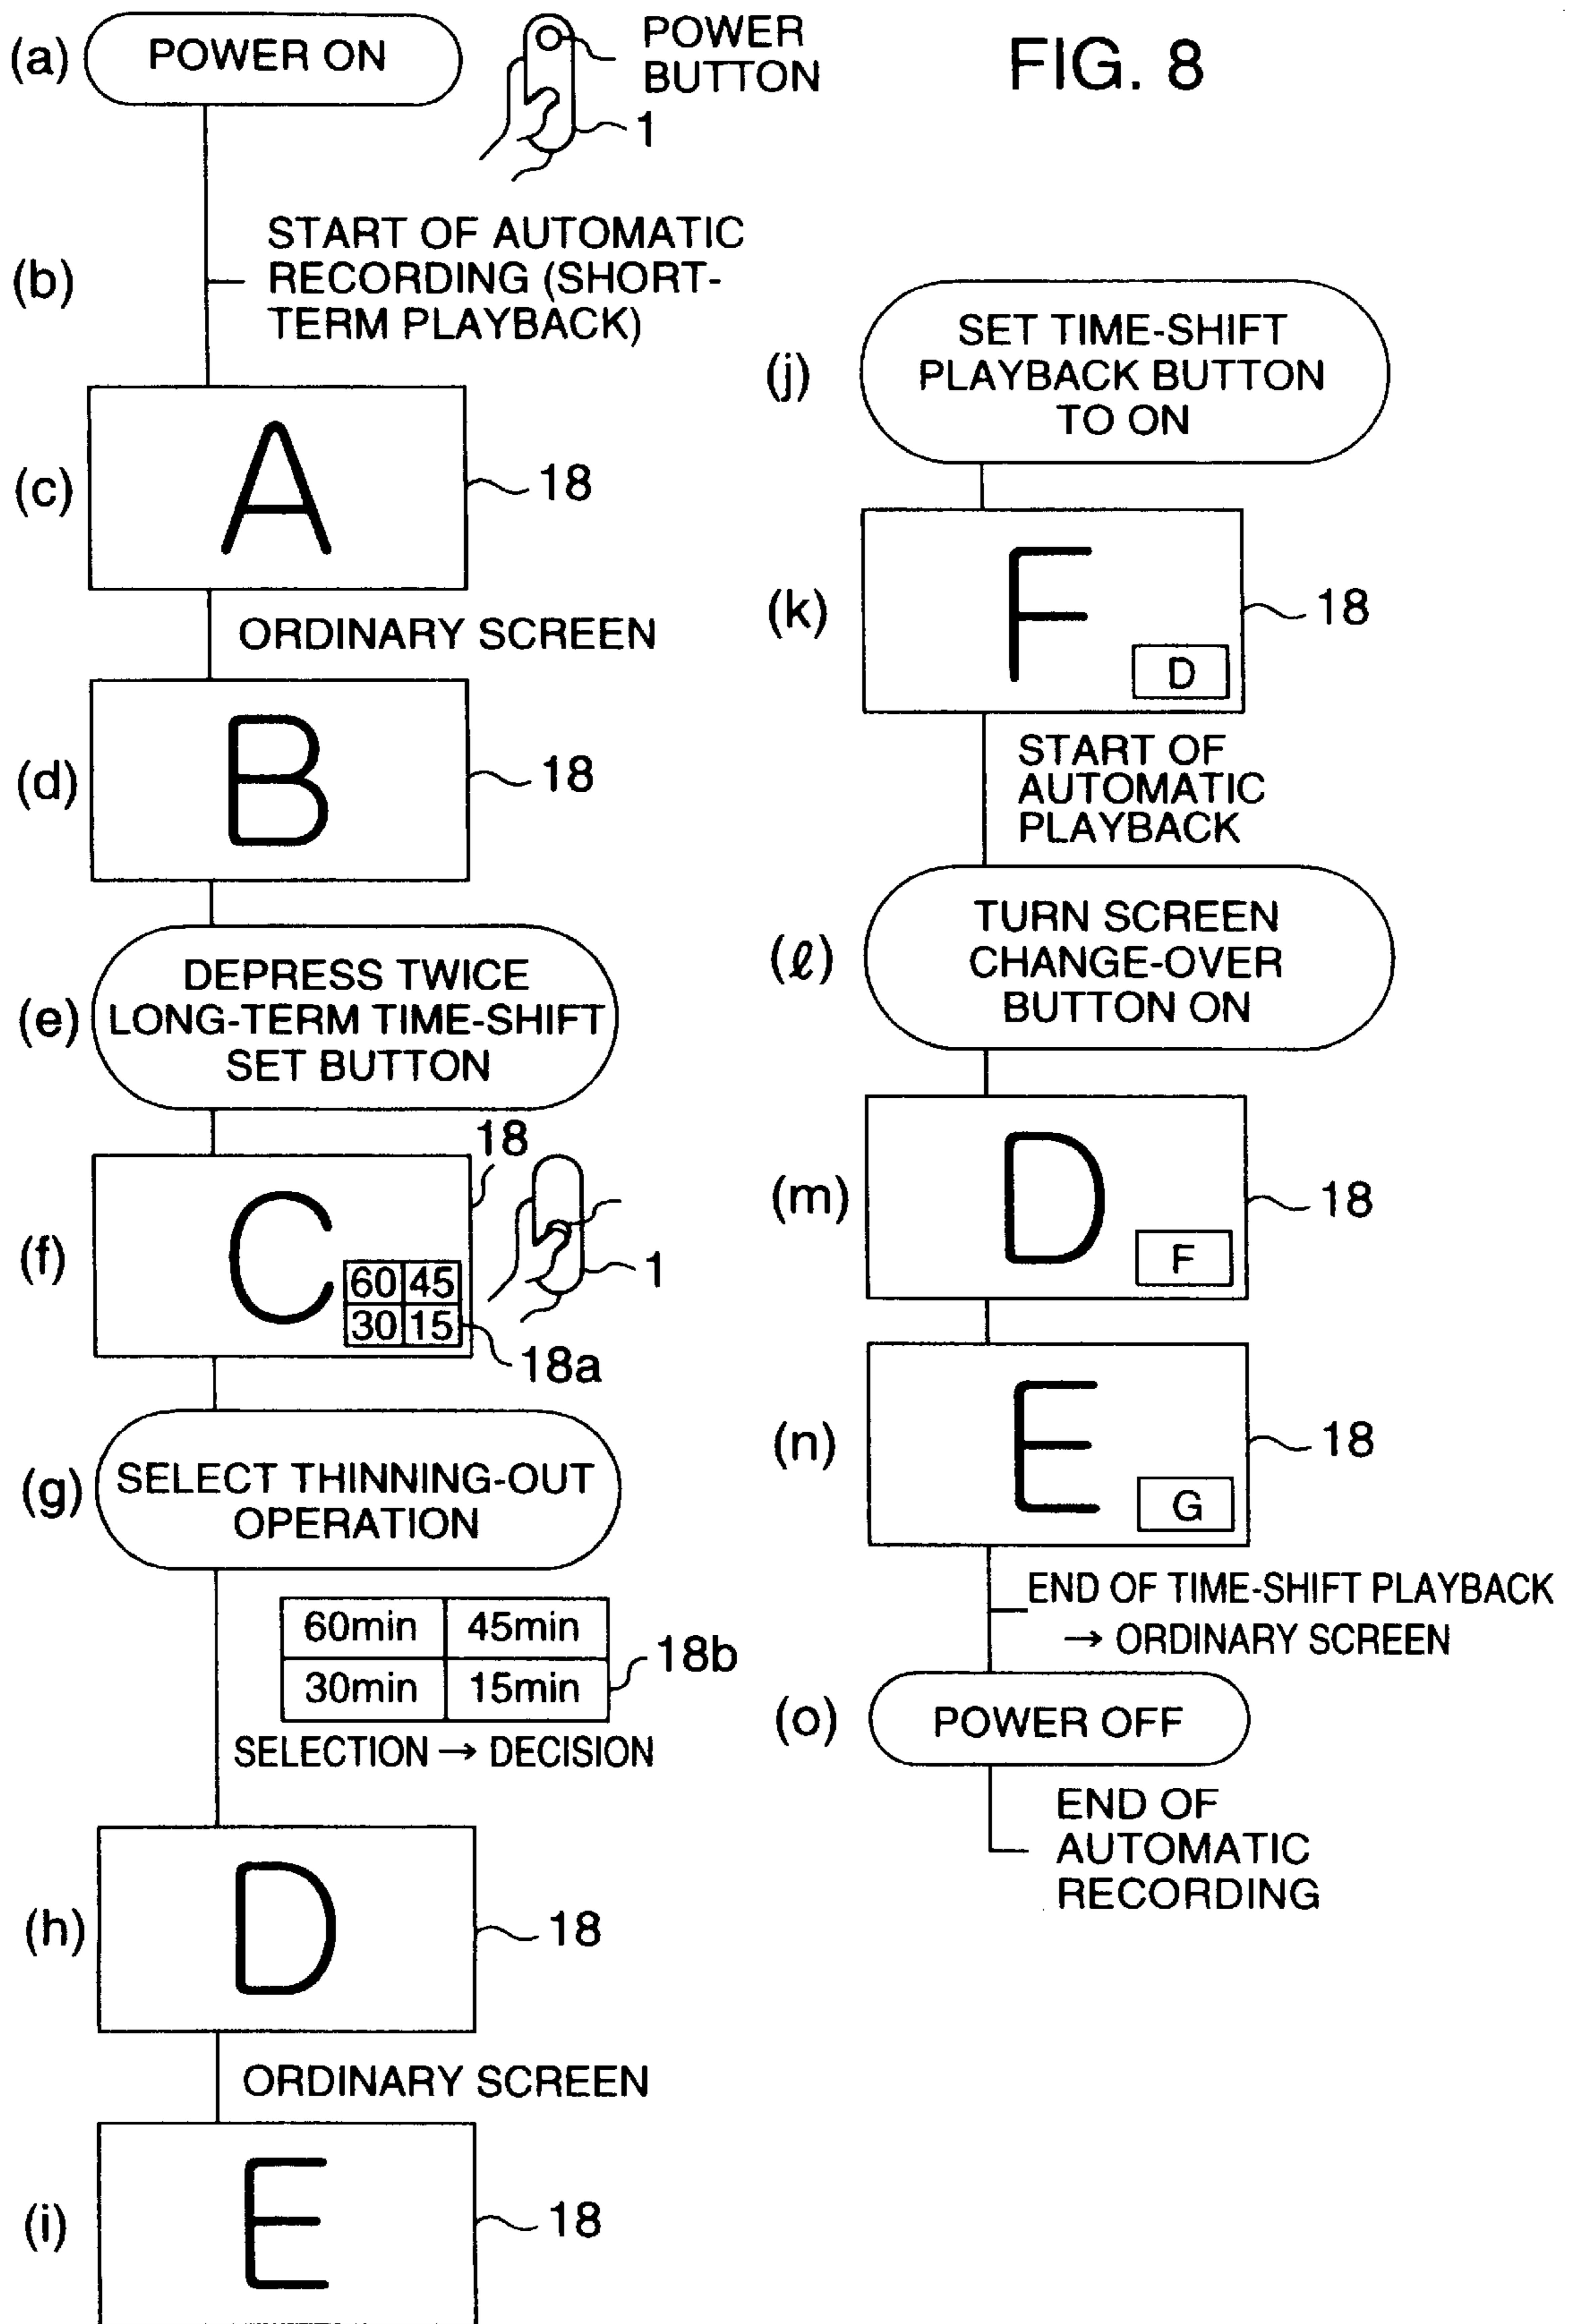 FIG. 8
(a)
POWER ON
POWER
BUTTON
1
(b)
START OF AUTOMATIC
RECORDING (SHORT-
TERM PLAYBACK)
(c)
A
18
ORDINARY SCREEN
(d)
B
18
(e)
DEPRESS TWICE
LONG-TERM TIME-SHIFT
SET BUTTON
(f)
C
18
60 45
30 15
18a
1
(g)
SELECT THINNING-OUT
OPERATION
60min 45min
30min 15min
18b
SELECTION → DECISION
(h)
D
18
ORDINARY SCREEN
(i)
E
18
(j)
SET TIME-SHIFT
PLAYBACK BUTTON
TO ON
(k)
F
D
18
START OF
AUTOMATIC
PLAYBACK
(ℓ)
TURN SCREEN
CHANGE-OVER
BUTTON ON
(m)
D
F
18
(n)
E
G
18
END OF TIME-SHIFT PLAYBACK
→ ORDINARY SCREEN
(o)
POWER OFF
END OF
AUTOMATIC
RECORDING